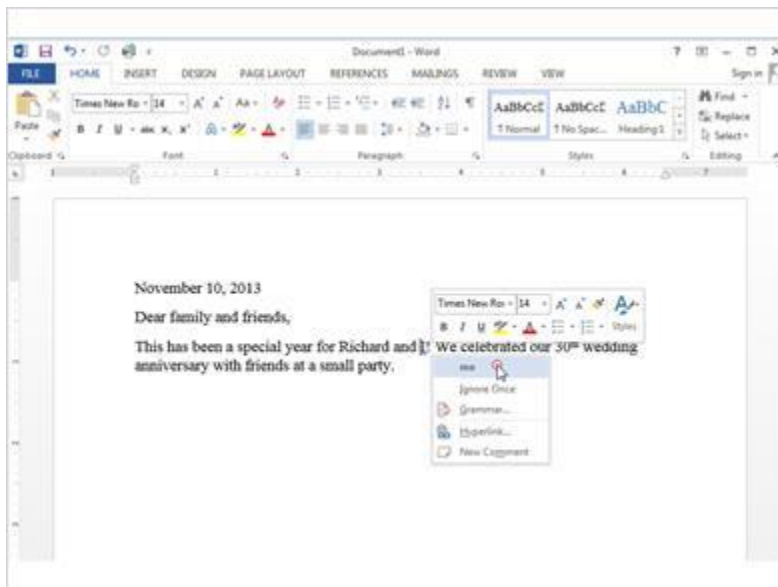 Document1 - Word
FILE HOME INSERT DESIGN PAGE LAYOUT REFERENCES MAILINGS REVIEW VIEW Sign in
Paste
Times New Ro 14
Aa
B I U abc
AaBbCcI AaBbCcI AaBbC
¶ Normal ¶ No Spac... Heading 1
Find
Replace
Select
Clipboard Font Paragraph Styles Editing
November 10, 2013
Dear family and friends,
This has been a special year for Richard and I! We celebrated our 30th wedding
anniversary with friends at a small party.
Times New Ro 14
B I U Styles
me
Ignore Once
Grammar...
Hyperlink...
New Comment